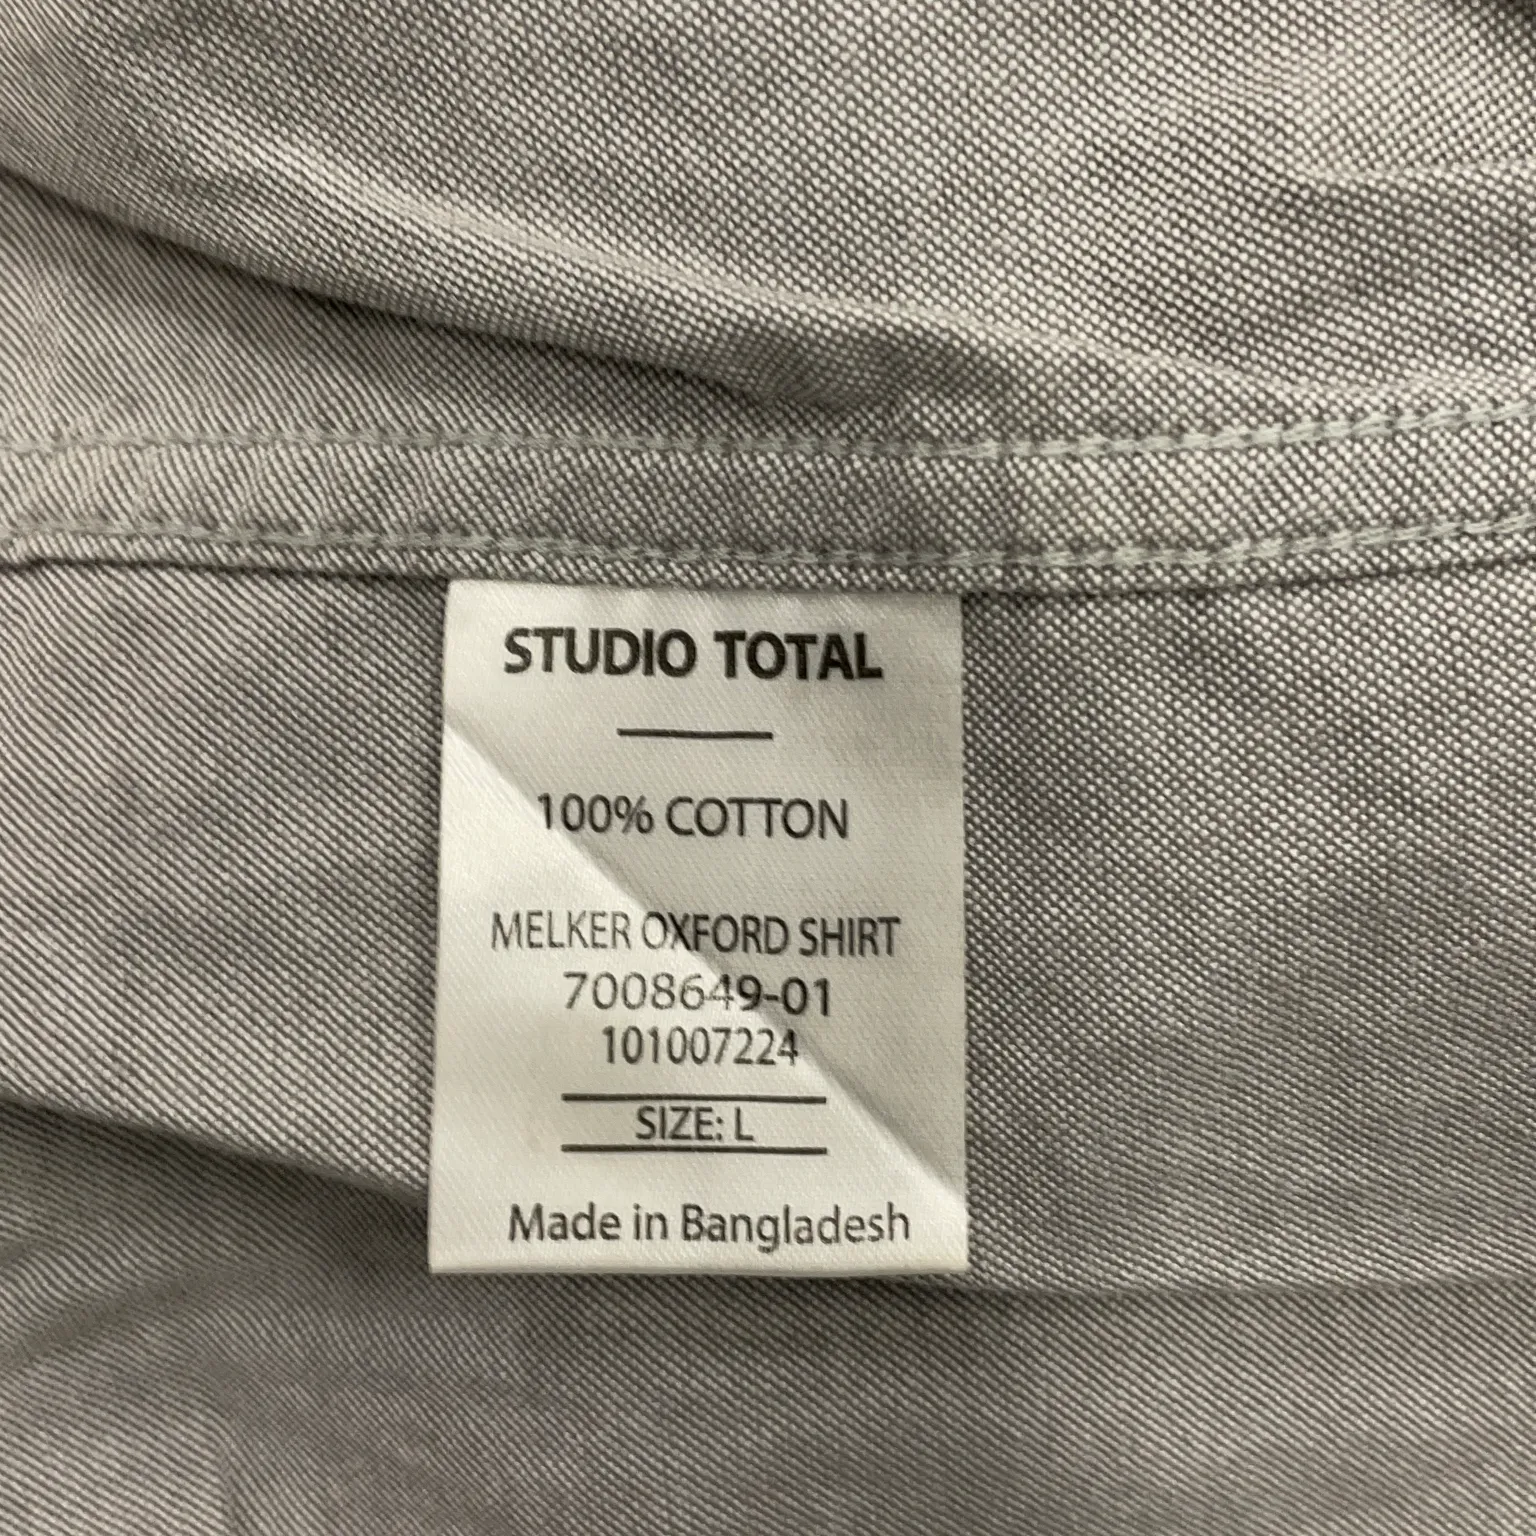 STUDIO TOTAL
100% COTTON
MELKER OXFORD SHIRT
7008649-01
101007224
SIZE: L
Made in Bangladesh